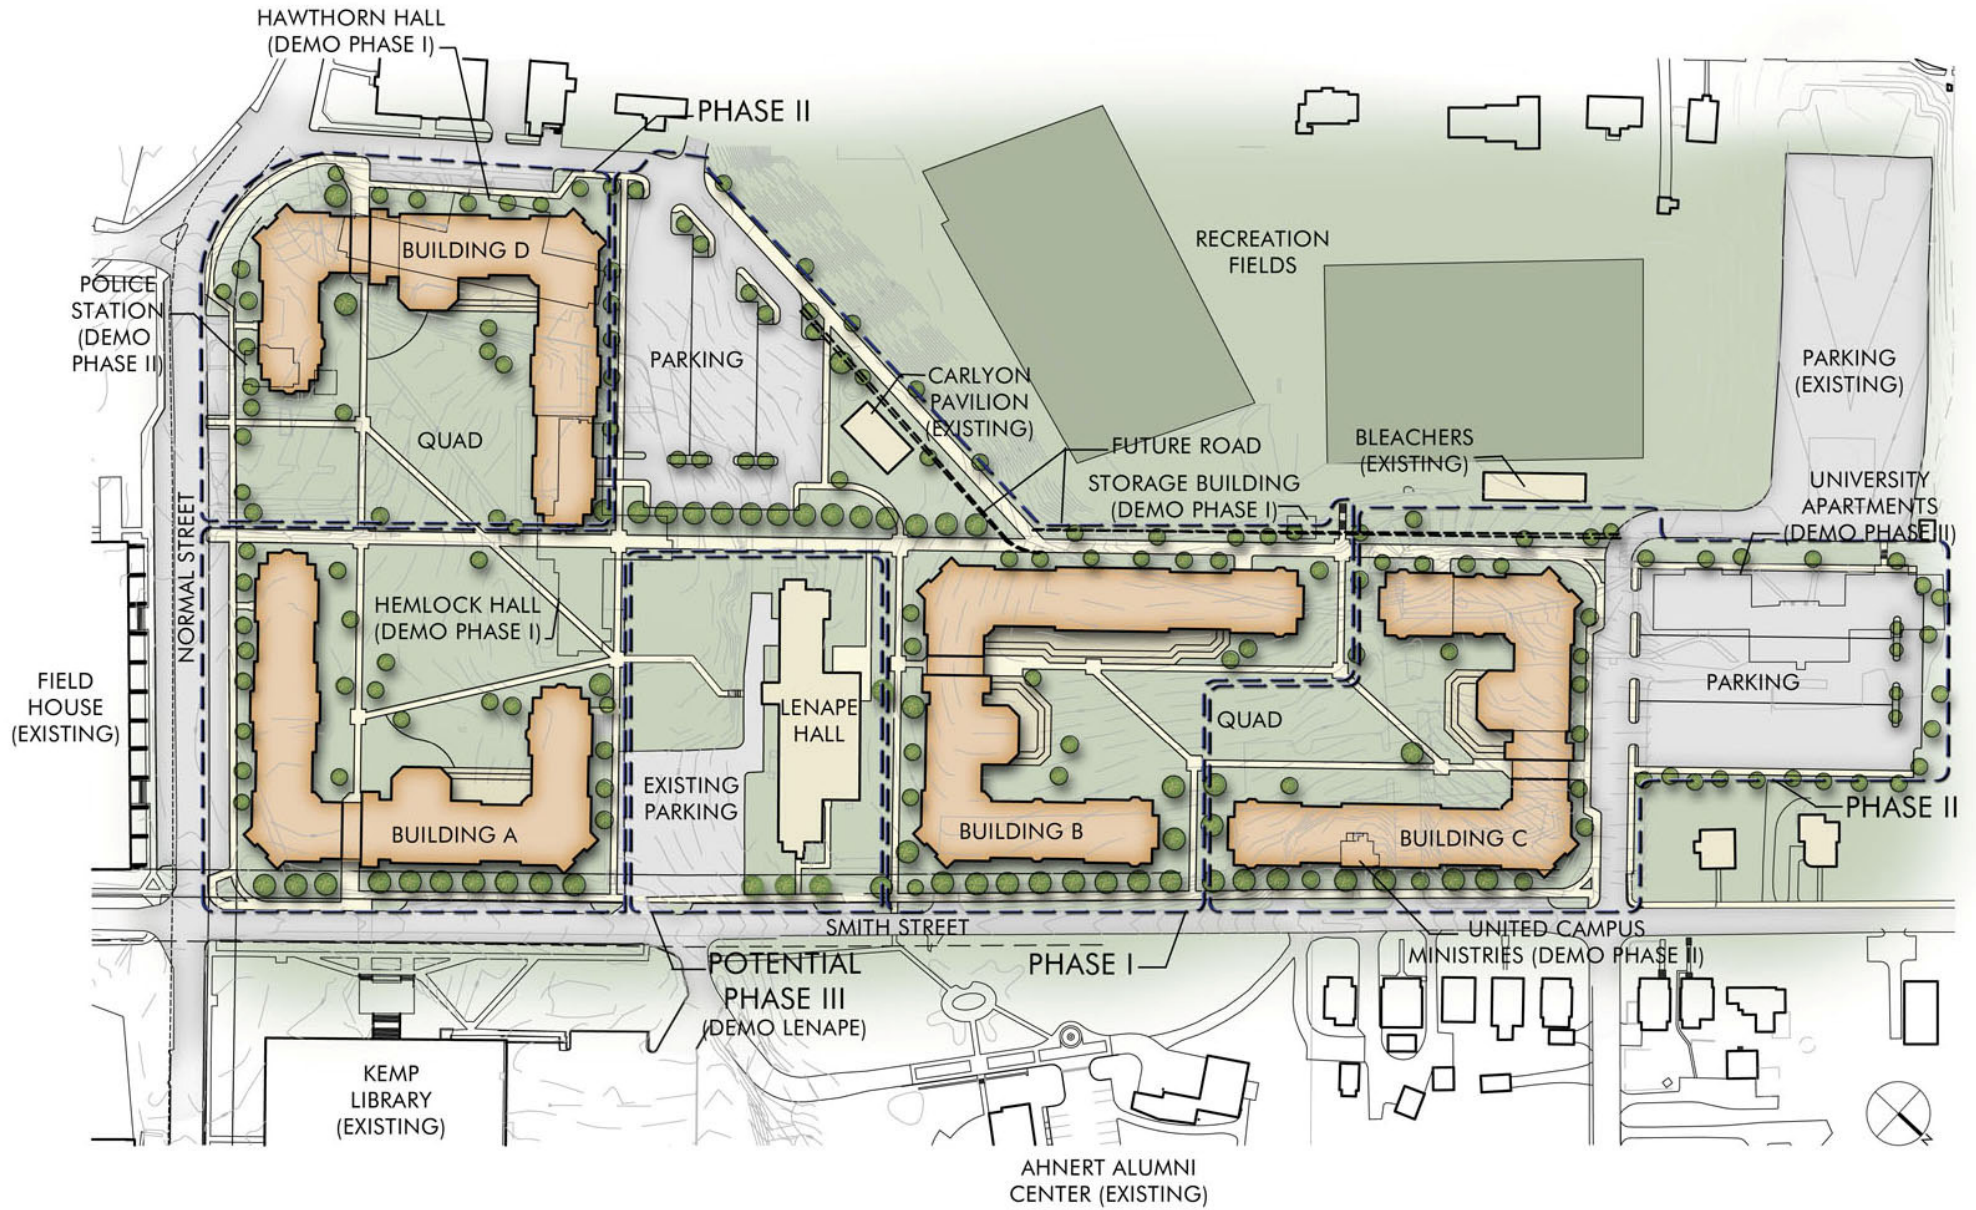 HAWTHORN HALL
(DEMO PHASE I)
PHASE II
BUILDING D
RECREATION
FIELDS
POLICE
STATION
(DEMO
PHASE II)
PARKING
PARKING
(EXISTING)
CARLYON
PAVILION
(EXISTING)
QUAD
FUTURE ROAD
BLEACHERS
(EXISTING)
STORAGE BUILDING
(DEMO PHASE I)
UNIVERSITY
APARTMENTS
(DEMO PHASE II)
NORMAL STREET
HEMLOCK HALL
(DEMO PHASE I)
FIELD
HOUSE
(EXISTING)
LENAPE
HALL
QUAD
PARKING
EXISTING
PARKING
BUILDING A
BUILDING B
BUILDING C
PHASE II
SMITH STREET
UNITED CAMPUS
MINISTRIES (DEMO PHASE II)
POTENTIAL
PHASE III
(DEMO LENAPE)
PHASE I
KEMP
LIBRARY
(EXISTING)
N
AHNERT ALUMNI
CENTER (EXISTING)